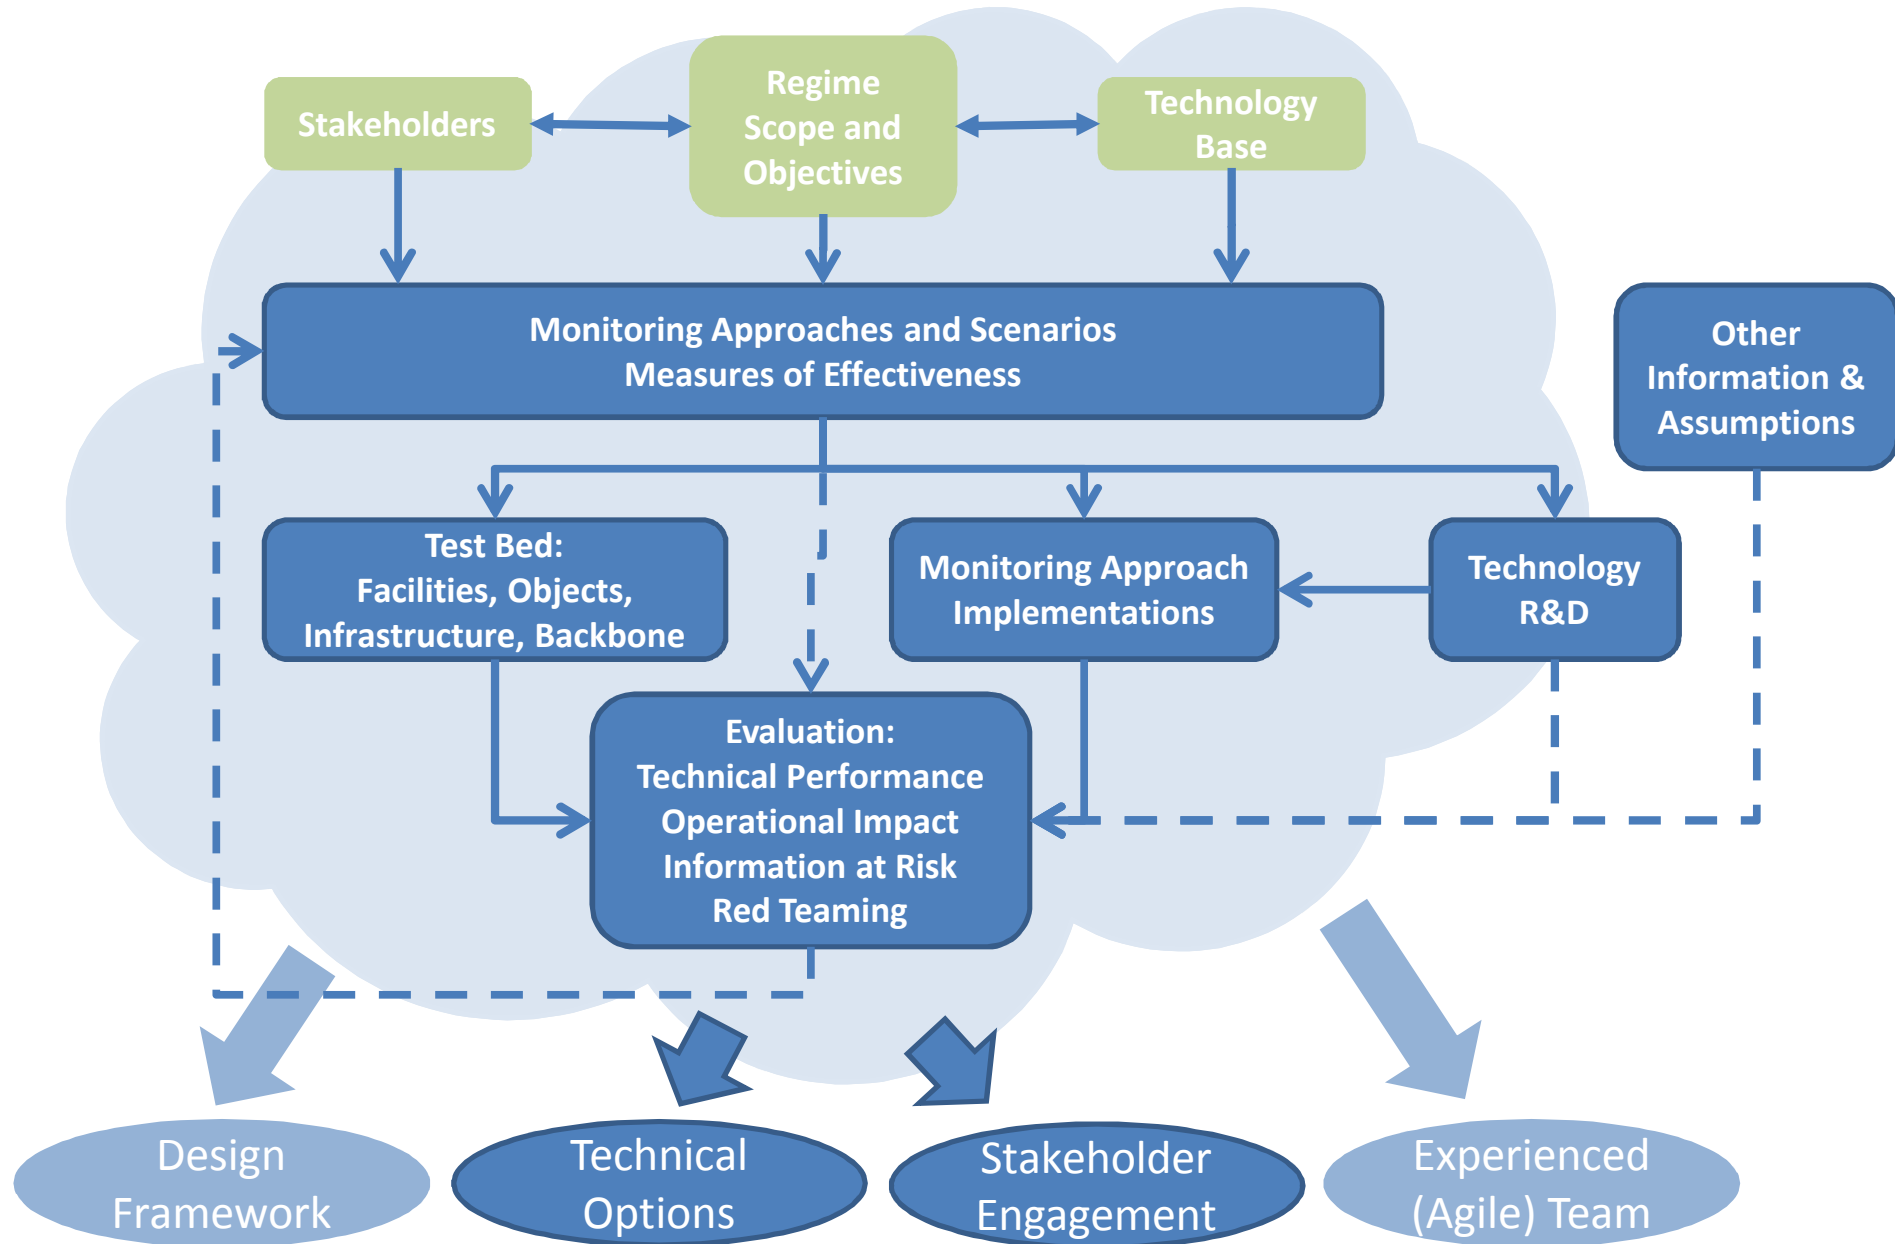 Stakeholders
Regime
Scope and
Objectives
Technology
Base
Monitoring Approaches and Scenarios
Measures of Effectiveness
Other
Information &
Assumptions
Test Bed:
Facilities, Objects,
Infrastructure, Backbone
Monitoring Approach
Implementations
Technology
R&D
Evaluation:
Technical Performance
Operational Impact
Information at Risk
Red Teaming
Design
Framework
Technical
Options
Stakeholder
Engagement
Experienced
(Agile) Team